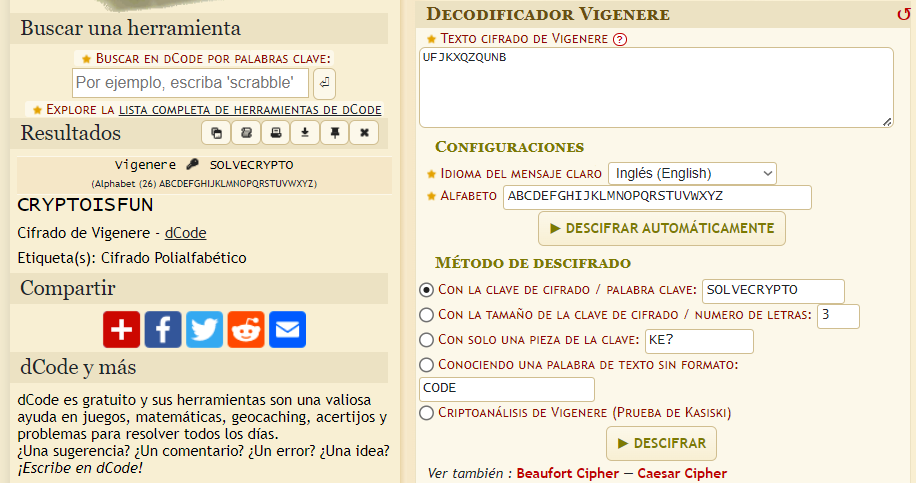 Buscar una herramienta
★ Buscar en dCode por palabras clave:
Por ejemplo, escriba 'scrabble'
★ Explore la lista completa de herramientas de dCode
Resultados
Vigenere 🔑 SOLVECRYPTO
(Alphabet (26) ABCDEFGHIJKLMNOPQRSTUVWXYZ)
CRYPTOISFUN
Cifrado de Vigenere - dCode
Etiqueta(s): Cifrado Polialfabético
Compartir
dCode y más
dCode es gratuito y sus herramientas son una valiosa
ayuda en juegos, matemáticas, geocaching, acertijos y
problemas para resolver todos los días.
¿Una sugerencia? ¿Un comentario? ¿Un error? ¿Una idea?
¡Escribe en dCode!
Decodificador Vigenere
★ Texto cifrado de Vigenere ?
UFJKXQZQUNB
Configuraciones
★ Idioma del mensaje claro Inglés (English)
★ Alfabeto ABCDEFGHIJKLMNOPQRSTUVWXYZ
▶ DESCIFRAR AUTOMÁTICAMENTE
Método de descifrado
Con la clave de cifrado / palabra clave: SOLVECRYPTO
Con la tamaño de la clave de cifrado / numero de letras: 3
Con solo una pieza de la clave: KE?
Conociendo una palabra de texto sin formato:
CODE
Criptoanálisis de Vigenere (Prueba de Kasiski)
▶ DESCIFRAR
Ver también : Beaufort Cipher — Caesar Cipher